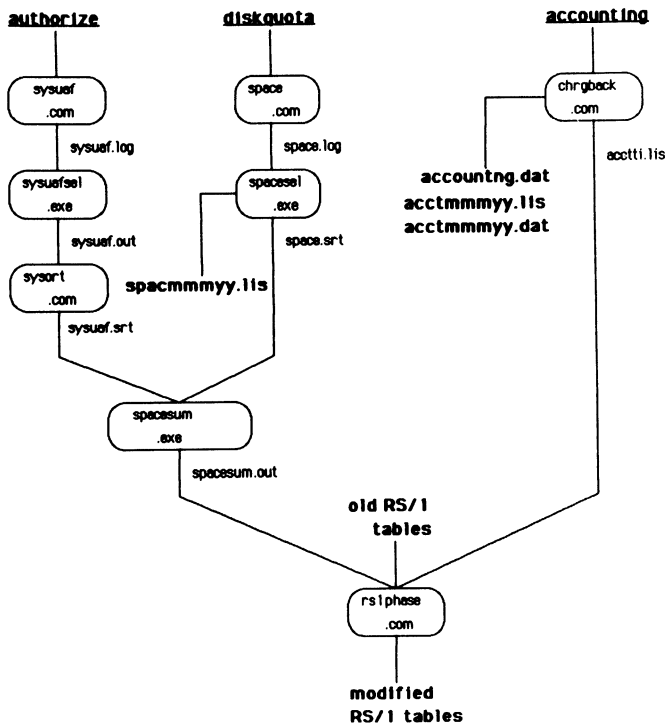 authorize
diskquota
accounting
sysuaf
.com
space
.com
chrgback
.com
sysuaf.log
space.log
acctti.lis
sysuafsel
.exe
spacesel
.exe
accountng.dat
acctmmmyy.lis
acctmmmyy.dat
sysuaf.out
space.srt
sysort
.com
spacmmmyy.lis
sysuaf.srt
spacesum
.exe
spacesum.out
old RS/1
tables
rs1phase
.com
modified
RS/1 tables